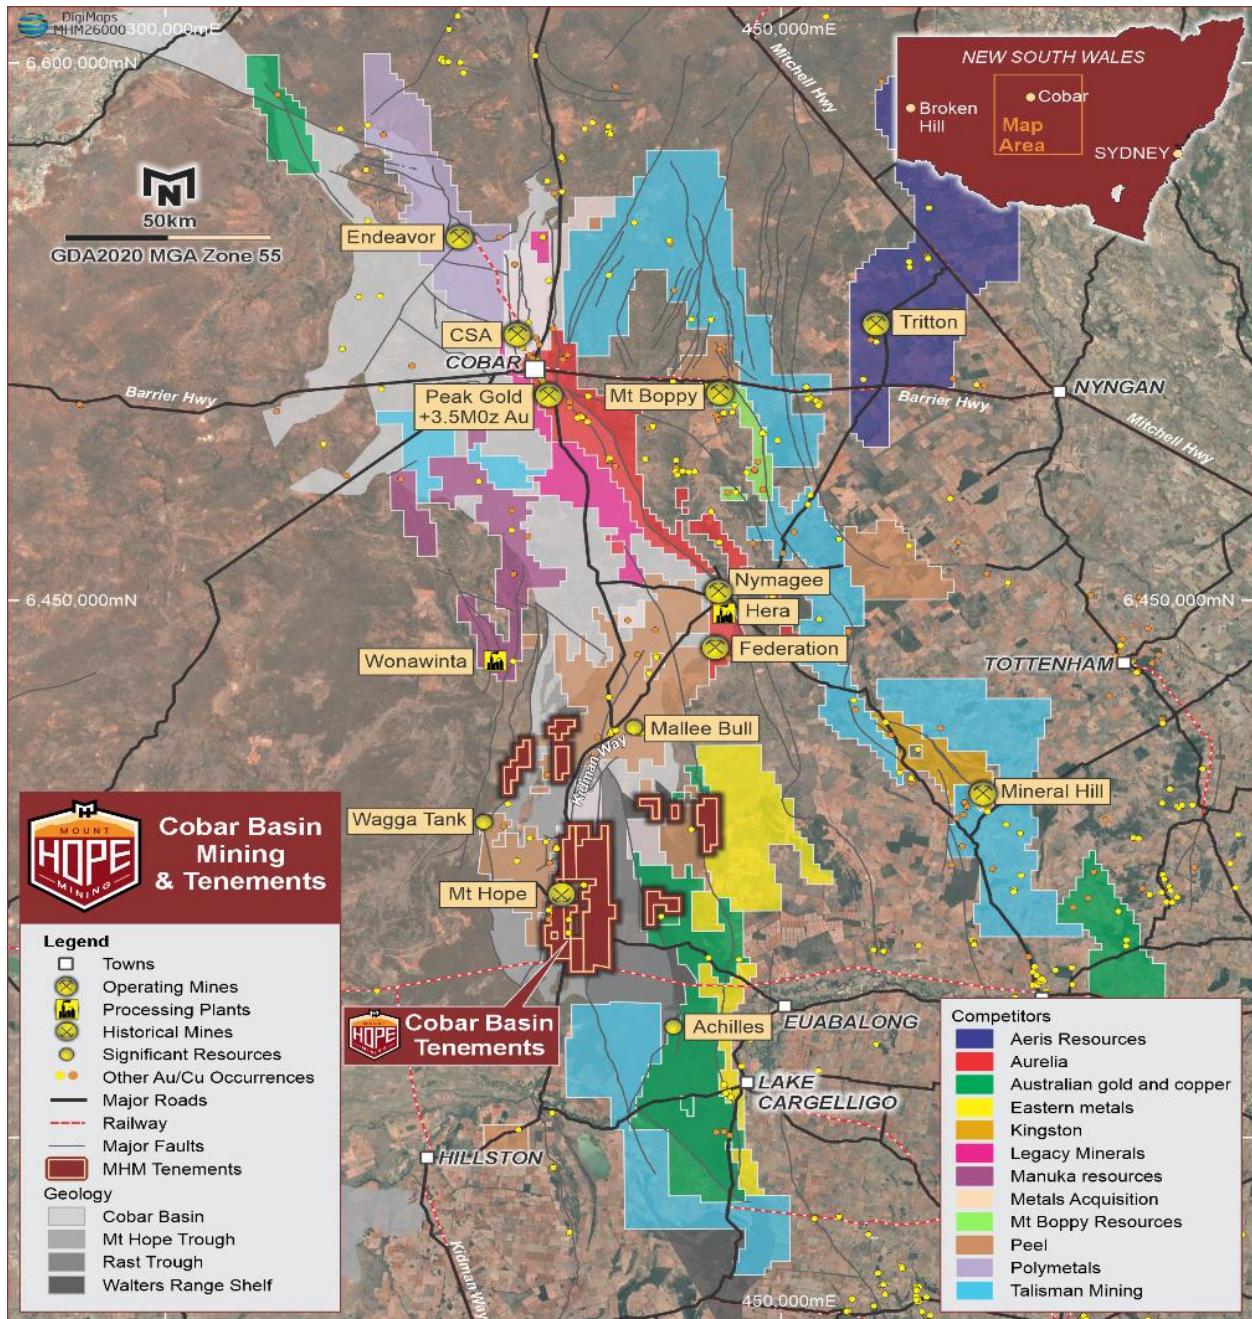 DigiMaps
MHM26000
300,000mE
450,000mE
6,600,000mN
Mitchell Hwy
NEW SOUTH WALES
Cobar
Broken
Hill
Map
Area
SYDNEY
N
50km
GDA2020 MGA Zone 55
Endeavor
CSA
Tritton
COBAR
Barrier Hwy
Peak Gold
+3.5M0z Au
Mt Boppy
Barrier Hwy
NYNGAN
Mitchell Hwy
Nymagee
6,450,000mN
6,450,000mN
Hera
Wonawinta
Federation
TOTTENHAM
Mallee Bull
Kidman Way
Mineral Hill
Wagga Tank
Mt Hope
MOUNT
HOPE
MINING
Cobar Basin
Mining
& Tenements
Legend
Towns
Operating Mines
Processing Plants
Historical Mines
Significant Resources
Other Au/Cu Occurrences
Major Roads
Railway
Major Faults
MHM Tenements
Geology
Cobar Basin
Mt Hope Trough
Rast Trough
Walters Range Shelf
MOUNT
HOPE
MINING
Cobar Basin
Tenements
Achilles
EUABALONG
LAKE
CARGELLIGO
HILLSTON
Kidman Way
450,000mE
Competitors
Aeris Resources
Aurelia
Australian gold and copper
Eastern metals
Kingston
Legacy Minerals
Manuka resources
Metals Acquisition
Mt Boppy Resources
Peel
Polymetals
Talisman Mining